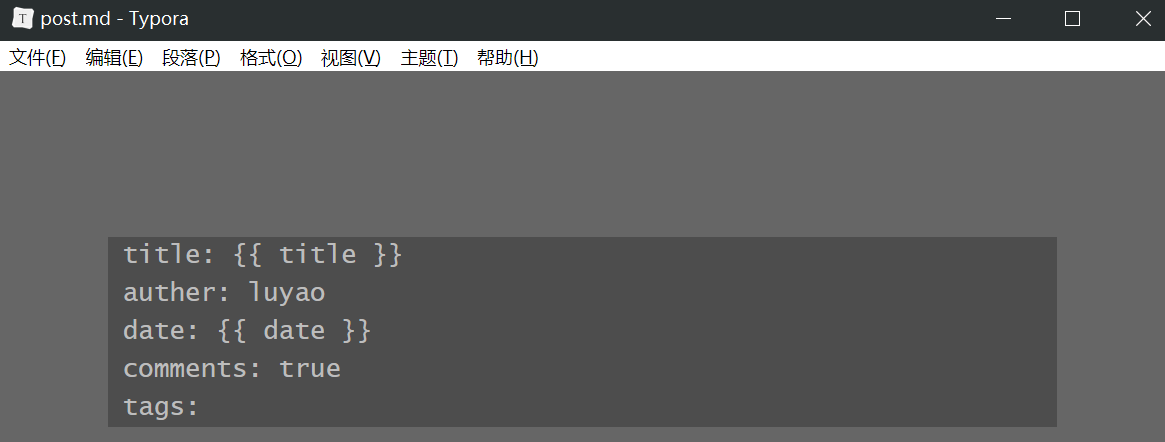 post.md - Typora
文件(F) 编辑(E) 段落(P) 格式(O) 视图(V) 主题(T) 帮助(H)
title: {{ title }}
auther: luyao
date: {{ date }}
comments: true
tags: